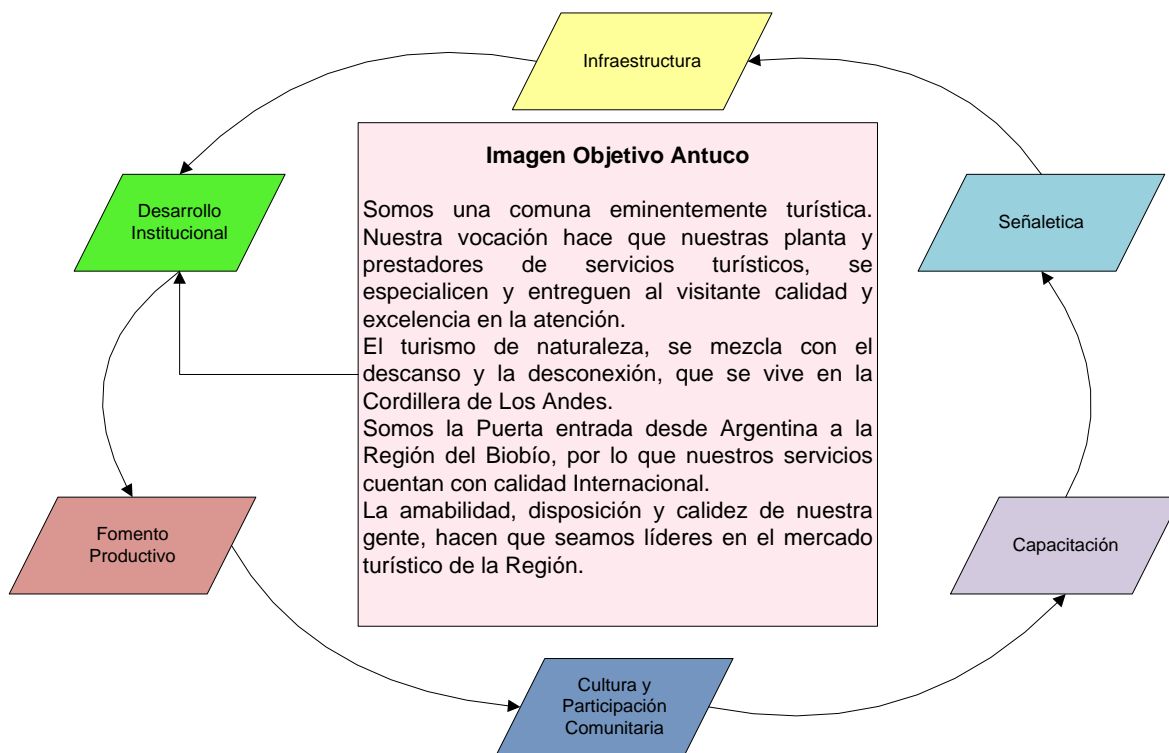 Infraestructura
Imagen Objetivo Antuco
Somos una comuna eminentemente turística.
Nuestra vocación hace que nuestras planta y
prestadores de servicios turísticos, se
especialicen y entreguen al visitante calidad y
excelencia en la atención.
El turismo de naturaleza, se mezcla con el
descanso y la desconexión, que se vive en la
Cordillera de Los Andes.
Somos la Puerta entrada desde Argentina a la
Región del Biobío, por lo que nuestros servicios
cuentan con calidad Internacional.
La amabilidad, disposición y calidez de nuestra
gente, hacen que seamos líderes en el mercado
turístico de la Región.
Desarrollo
Institucional
Señaletica
Fomento
Productivo
Capacitación
Cultura y
Participación
Comunitaria